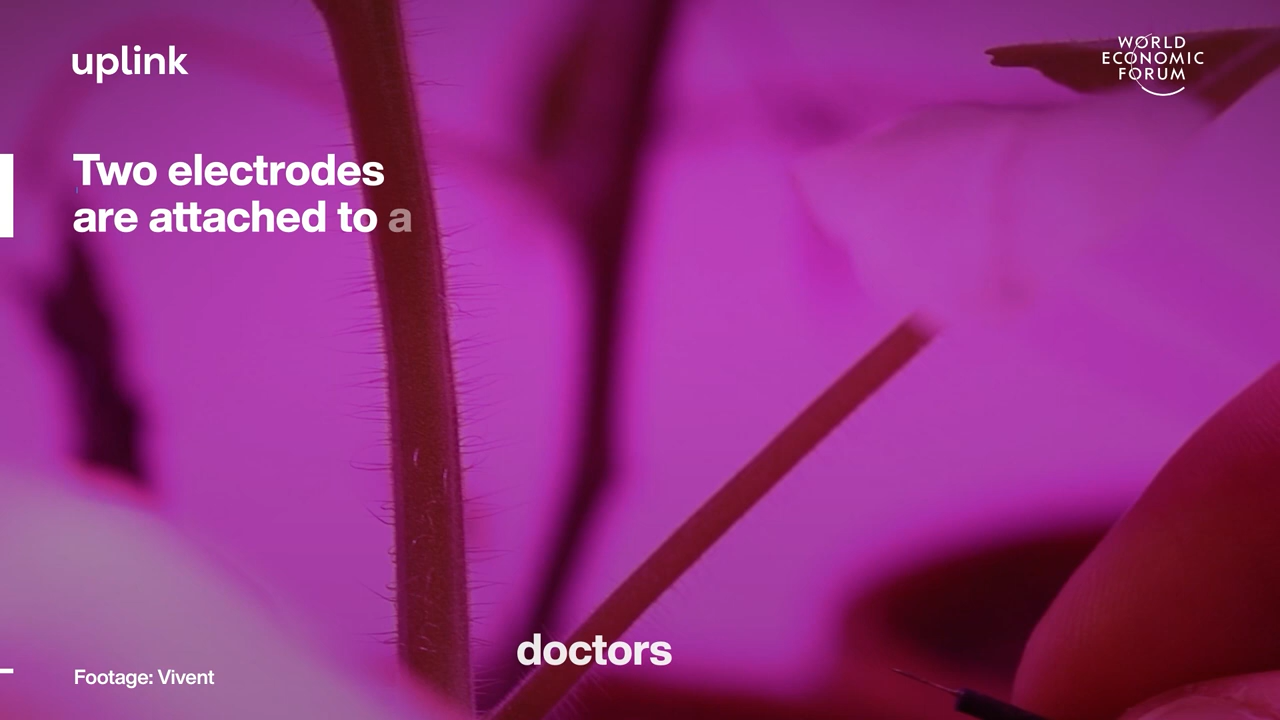 uplink
WORLD
ECONOMIC
FORUM
Two electrodes
are attached to a
doctors
Footage: Vivent